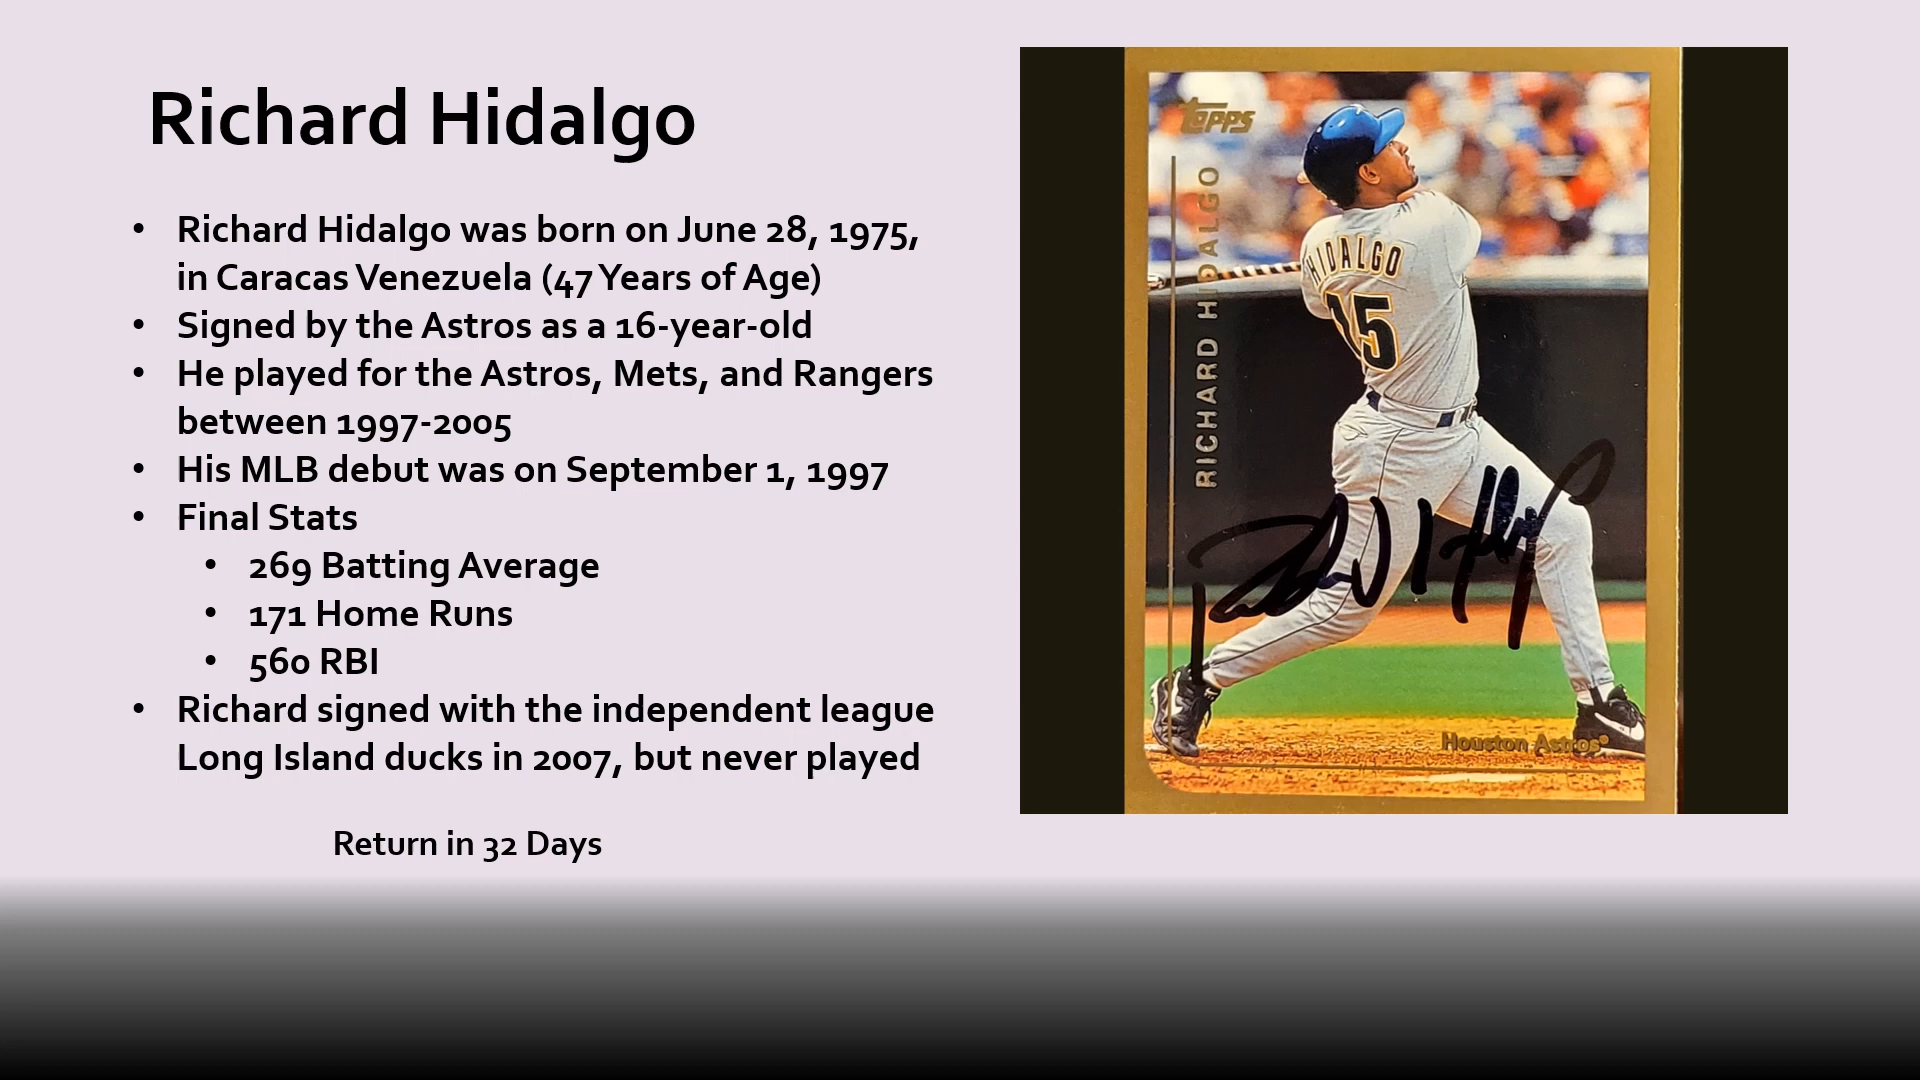 Richard Hidalgo
• Richard Hidalgo was born on June 28, 1975,
in Caracas Venezuela (47 Years of Age)
• Signed by the Astros as a 16-year-old
• He played for the Astros, Mets, and Rangers
between 1997-2005
• His MLB debut was on September 1, 1997
• Final Stats
• 269 Batting Average
• 171 Home Runs
• 560 RBI
• Richard signed with the independent league
Long Island ducks in 2007, but never played
Return in 32 Days
Topps
RICHARD HIDALGO
HIDALGO
15
Houston Astros